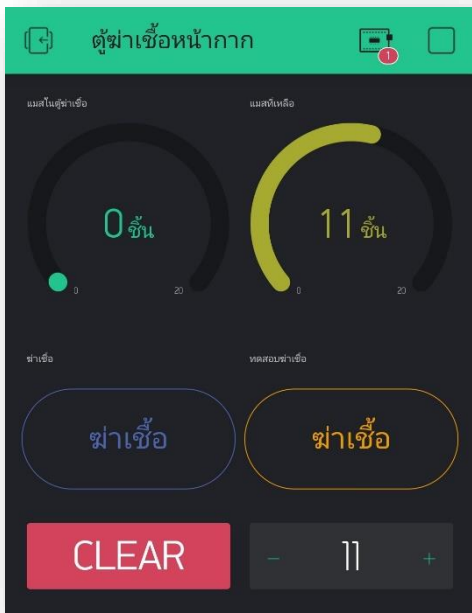 ตู้ฆ่าเชื้อหน้ากาก
1
แมสในตู้ฆ่าเชื้อ
แมสที่เหลือ
0 ชิ้น
11 ชิ้น
0 20
0 20
ฆ่าเชื้อ
ทดสอบฆ่าเชื้อ
ฆ่าเชื้อ
ฆ่าเชื้อ
CLEAR
- 11 +